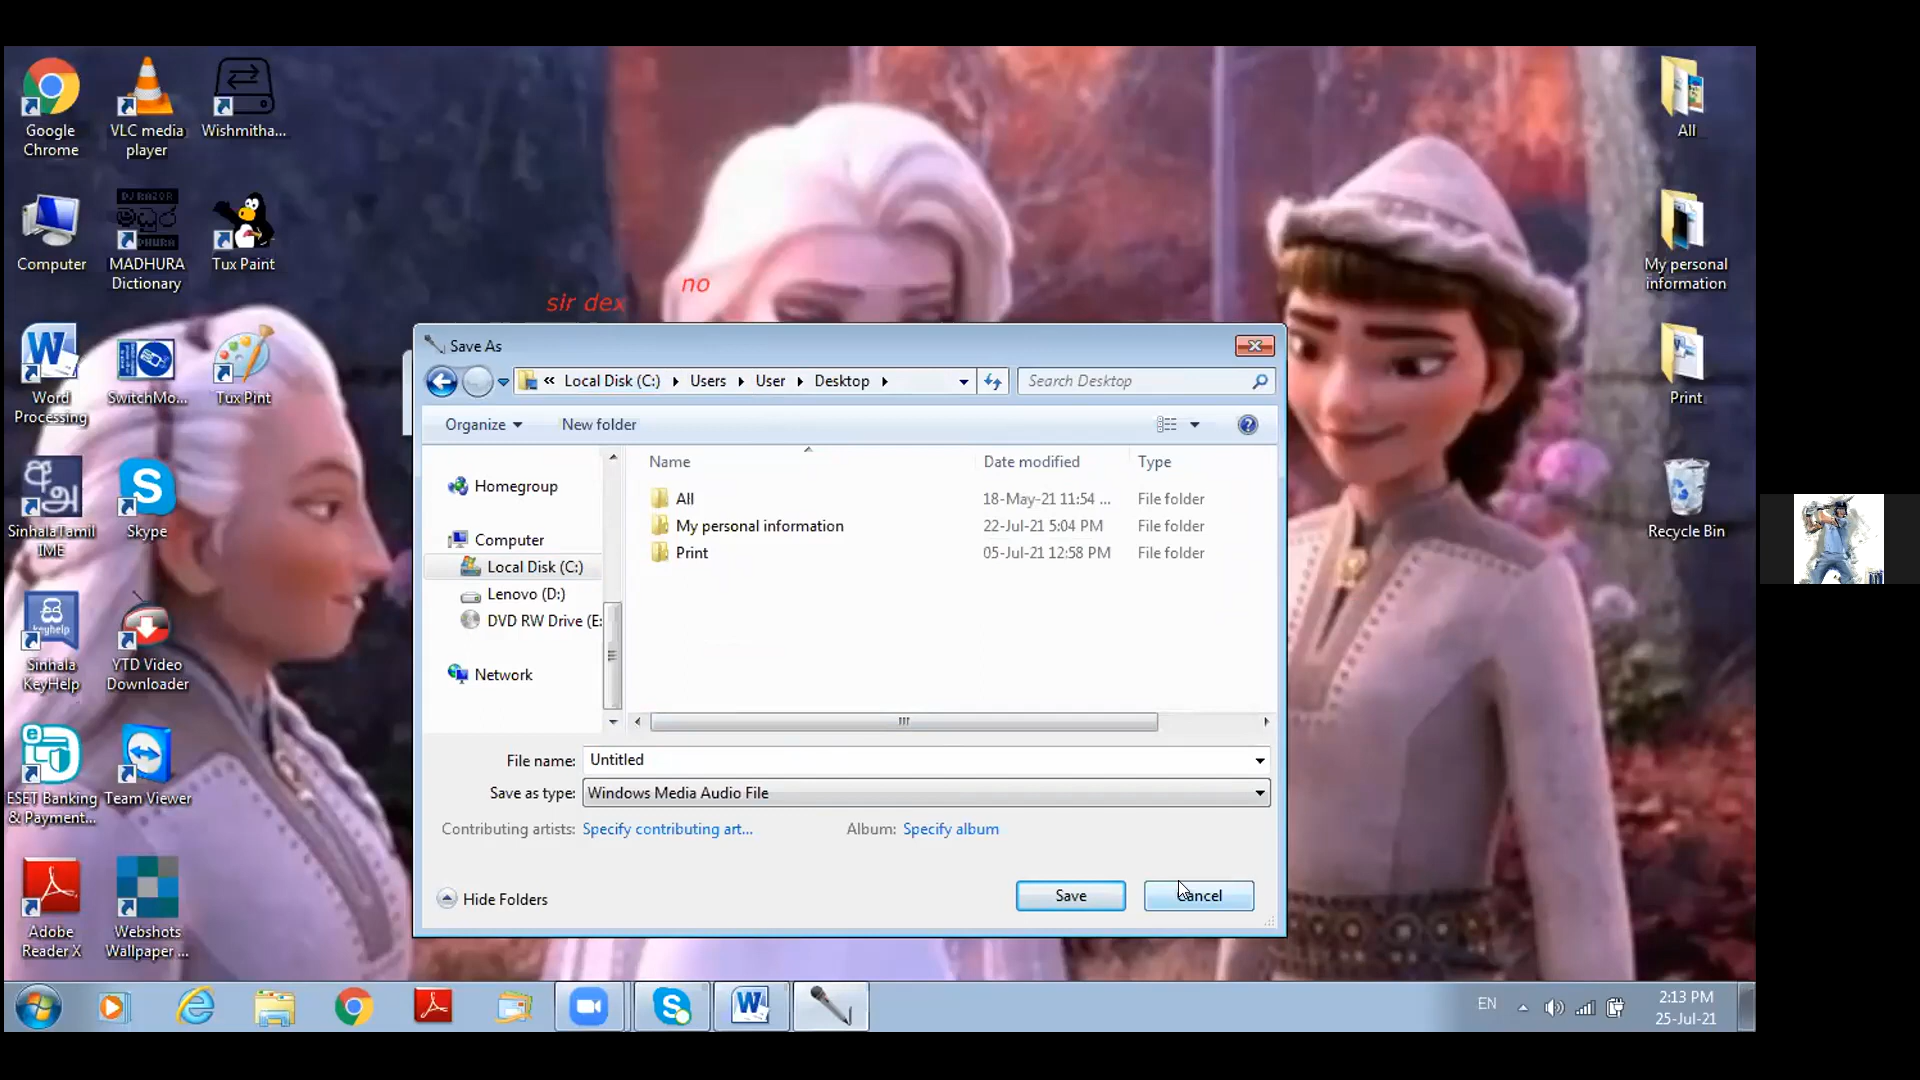 Google
Chrome
VLC media
player
Wishmitha...
All
Computer
MADHURA
Dictionary
Tux Paint
My personal
information
sir dex
no
Word
Processing
SwitchMo...
Tux Pint
Print
SinhalaTamil
IME
Skype
Recycle Bin
keyhelp
Sinhala
KeyHelp
YTD Video
Downloader
ESET Banking
& Payment...
Team Viewer
Adobe
Reader X
Webshots
Wallpaper ...
Save As
« Local Disk (C:) Users User Desktop
Search Desktop
Organize
New folder
Name Date modified Type
Homegroup
Computer
Local Disk (C:)
Lenovo (D:)
DVD RW Drive (E:
Network
All 18-May-21 11:54 ... File folder
My personal information 22-Jul-21 5:04 PM File folder
Print 05-Jul-21 12:58 PM File folder
File name: Untitled
Save as type: Windows Media Audio File
Contributing artists: Specify contributing art...
Album: Specify album
Hide Folders
Save
Cancel
EN
2:13 PM
25-Jul-21